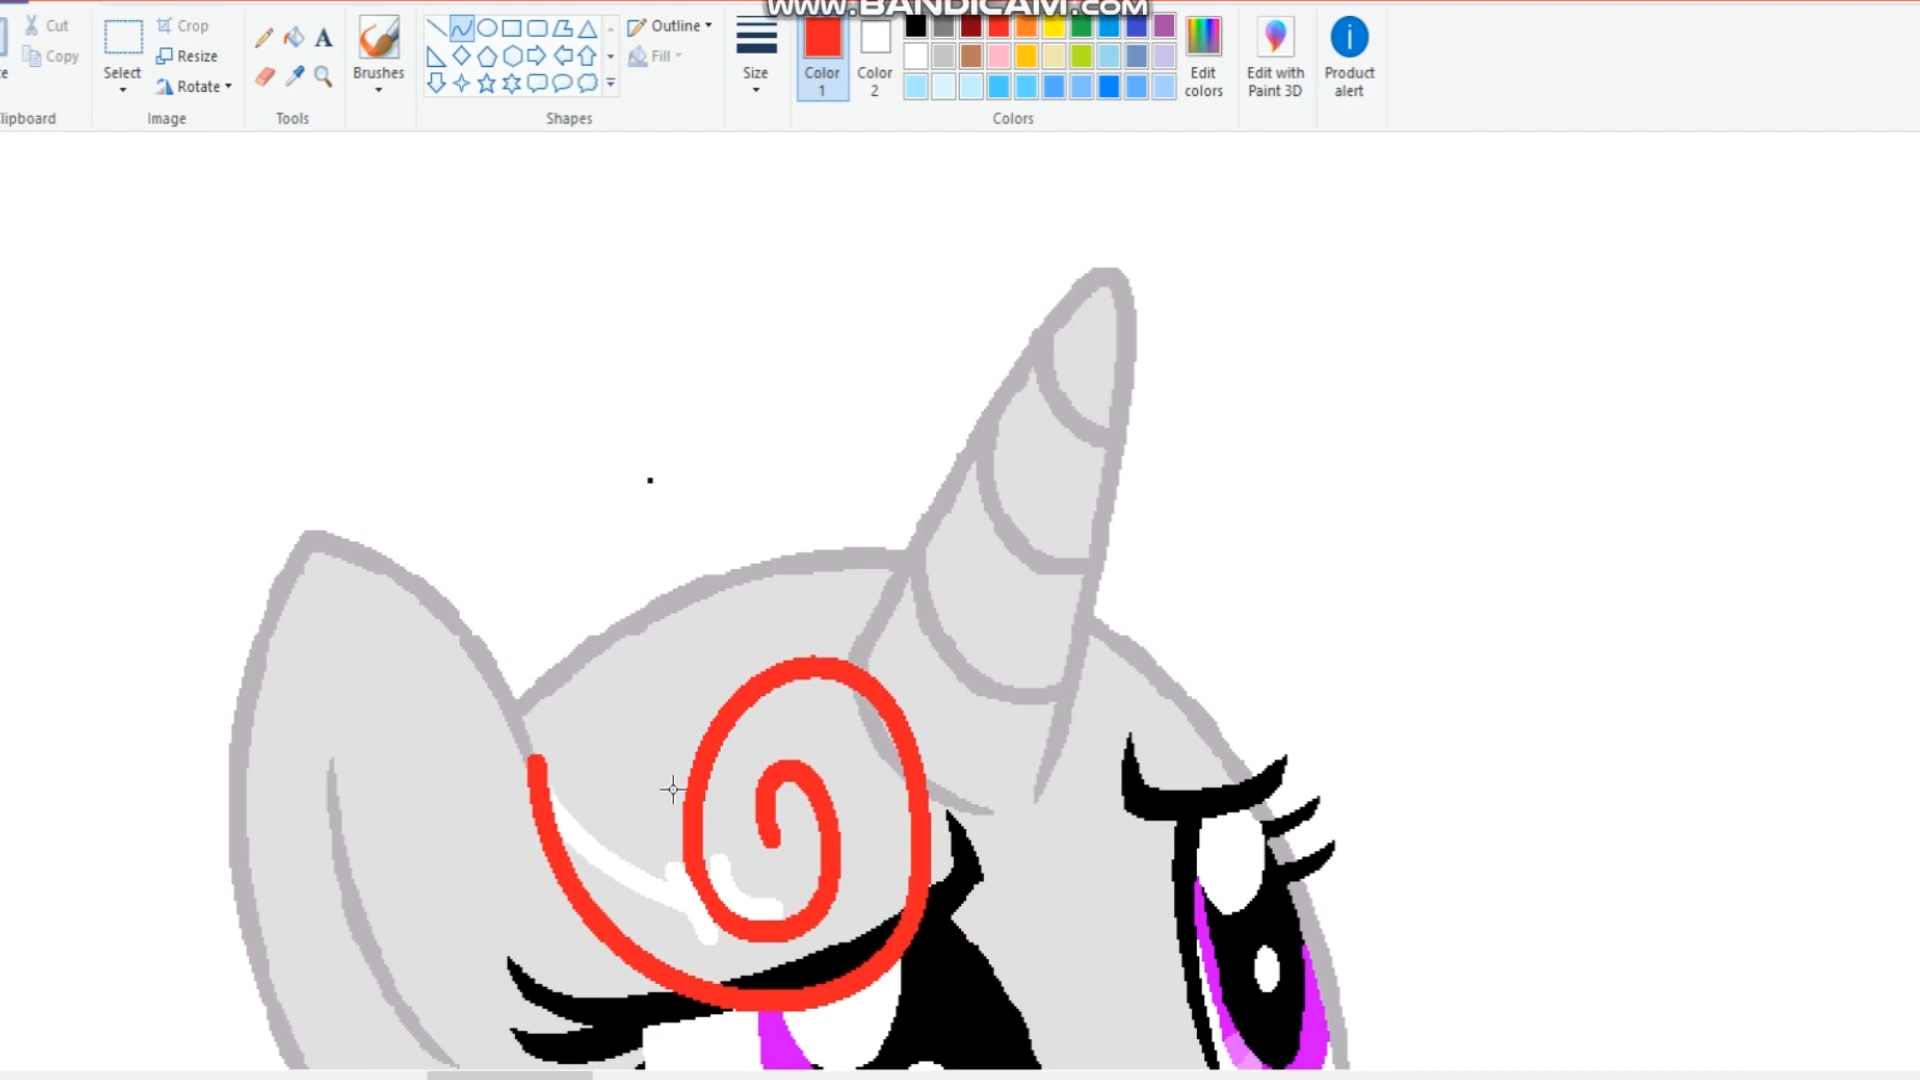 www.BANDICAM.com
Cut
Copy
lipboard
Select
Crop
Resize
Rotate
Image
A
Tools
Brushes
Outline
Fill
Shapes
Size
Color
1
Color
2
Edit
colors
Colors
Edit with
Paint 3D
Product
alert